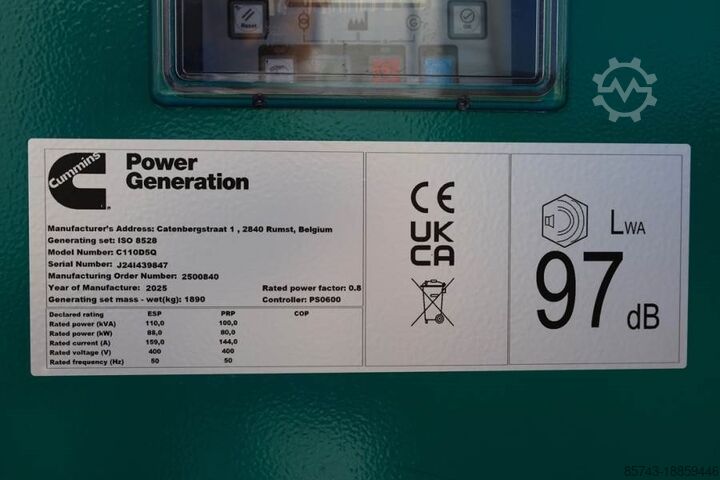 Reset
OK
Cummins
Power
Generation
Manufacturer's Address: Catenbergstraat 1 , 2840 Rumst, Belgium
Generating set: ISO 8528
Model Number: C110D5Q
Serial Number: J24I439847
Manufacturing Order Number: 2500840
Year of Manufacture: 2025 Rated power factor: 0.8
Generating set mass - wet(kg): 1890 Controller: PS0600
Declared rating ESP PRP COP
Rated power (kVA) 110,0 100,0
Rated power (kW) 88,0 80,0
Rated current (A) 159,0 144,0
Rated voltage (V) 400 400
Rated frequency (Hz) 50 50
CE
UK
CA
LWA
97 dB
85743-18859446